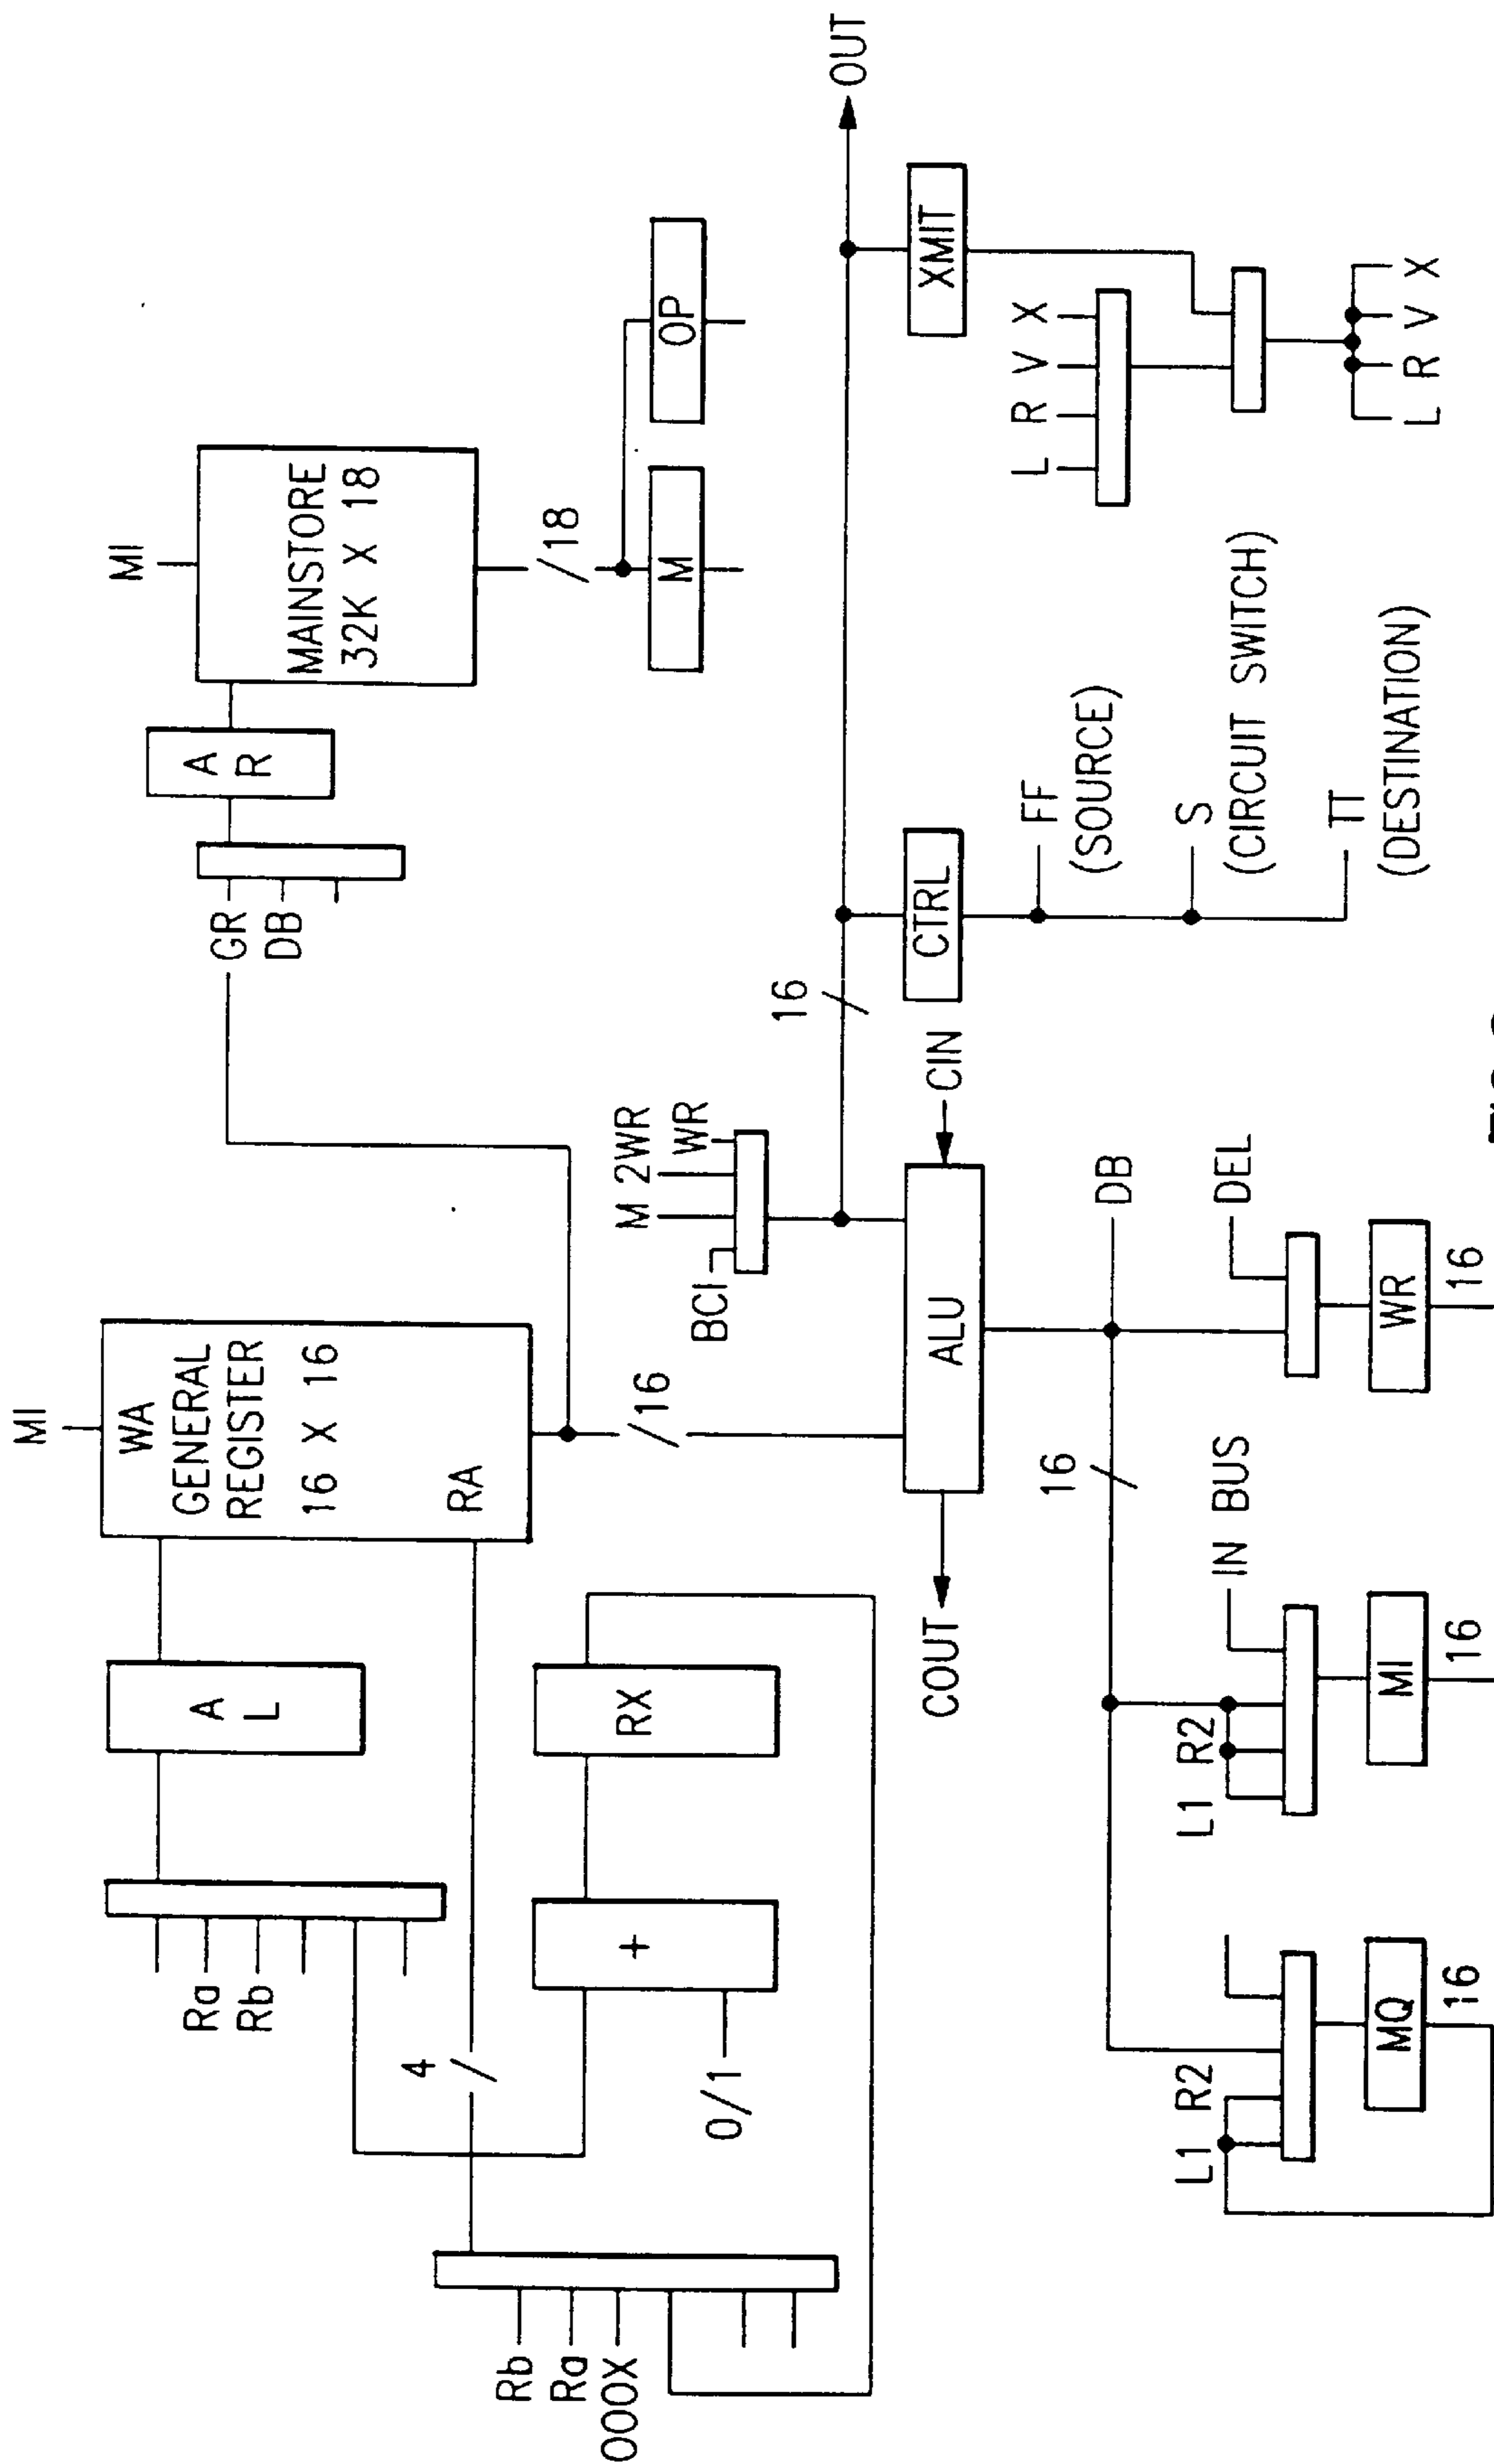 MI
WA
GENERAL
REGISTER
16 X 16
RA
A
L
Ra
Rb
4
RX
+
0/1
Rb
Ra
000X
/16
GR
DB
A
R
MI
MAINSTORE
32K X 18
/18
M
OP
BCI
M
2WR
WR
16
OUT
COUT
ALU
CIN
CTRL
FF
(SOURCE)
S
(CIRCUIT SWITCH)
TT
(DESTINATION)
XMIT
L R V X
L R V X
16
DB
L1 R2
MQ
16
L1 R2
IN BUS
MI
16
DEL
WR
16